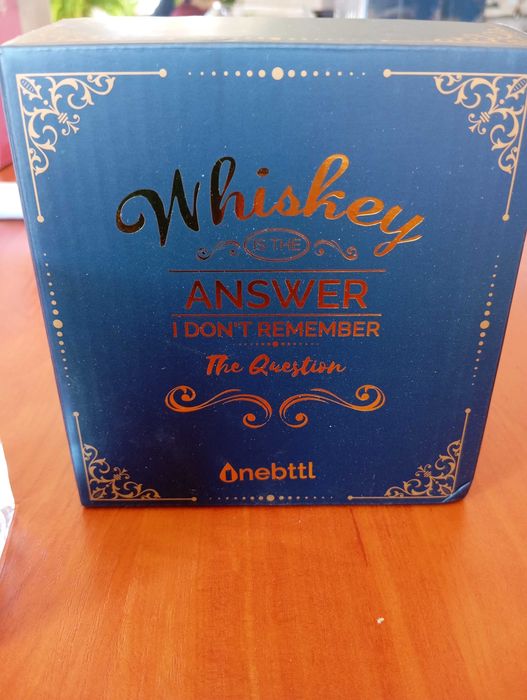 Whiskey
IS THE
ANSWER
I DON'T REMEMBER
The Question
Onebttl